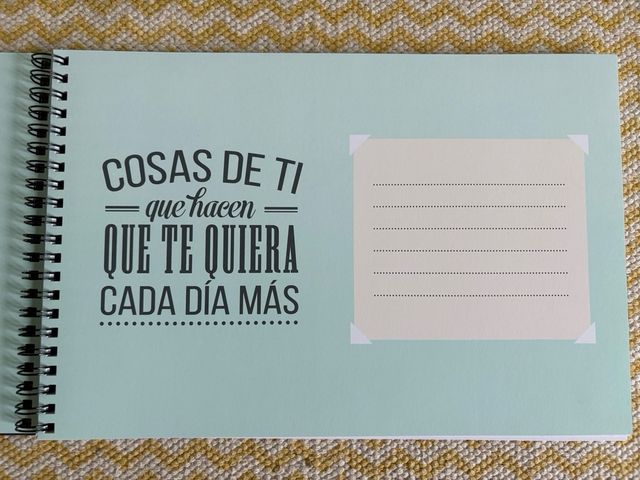 COSAS DE TI
que hacen
QUE TE QUIERA
CADA DÍA MÁS